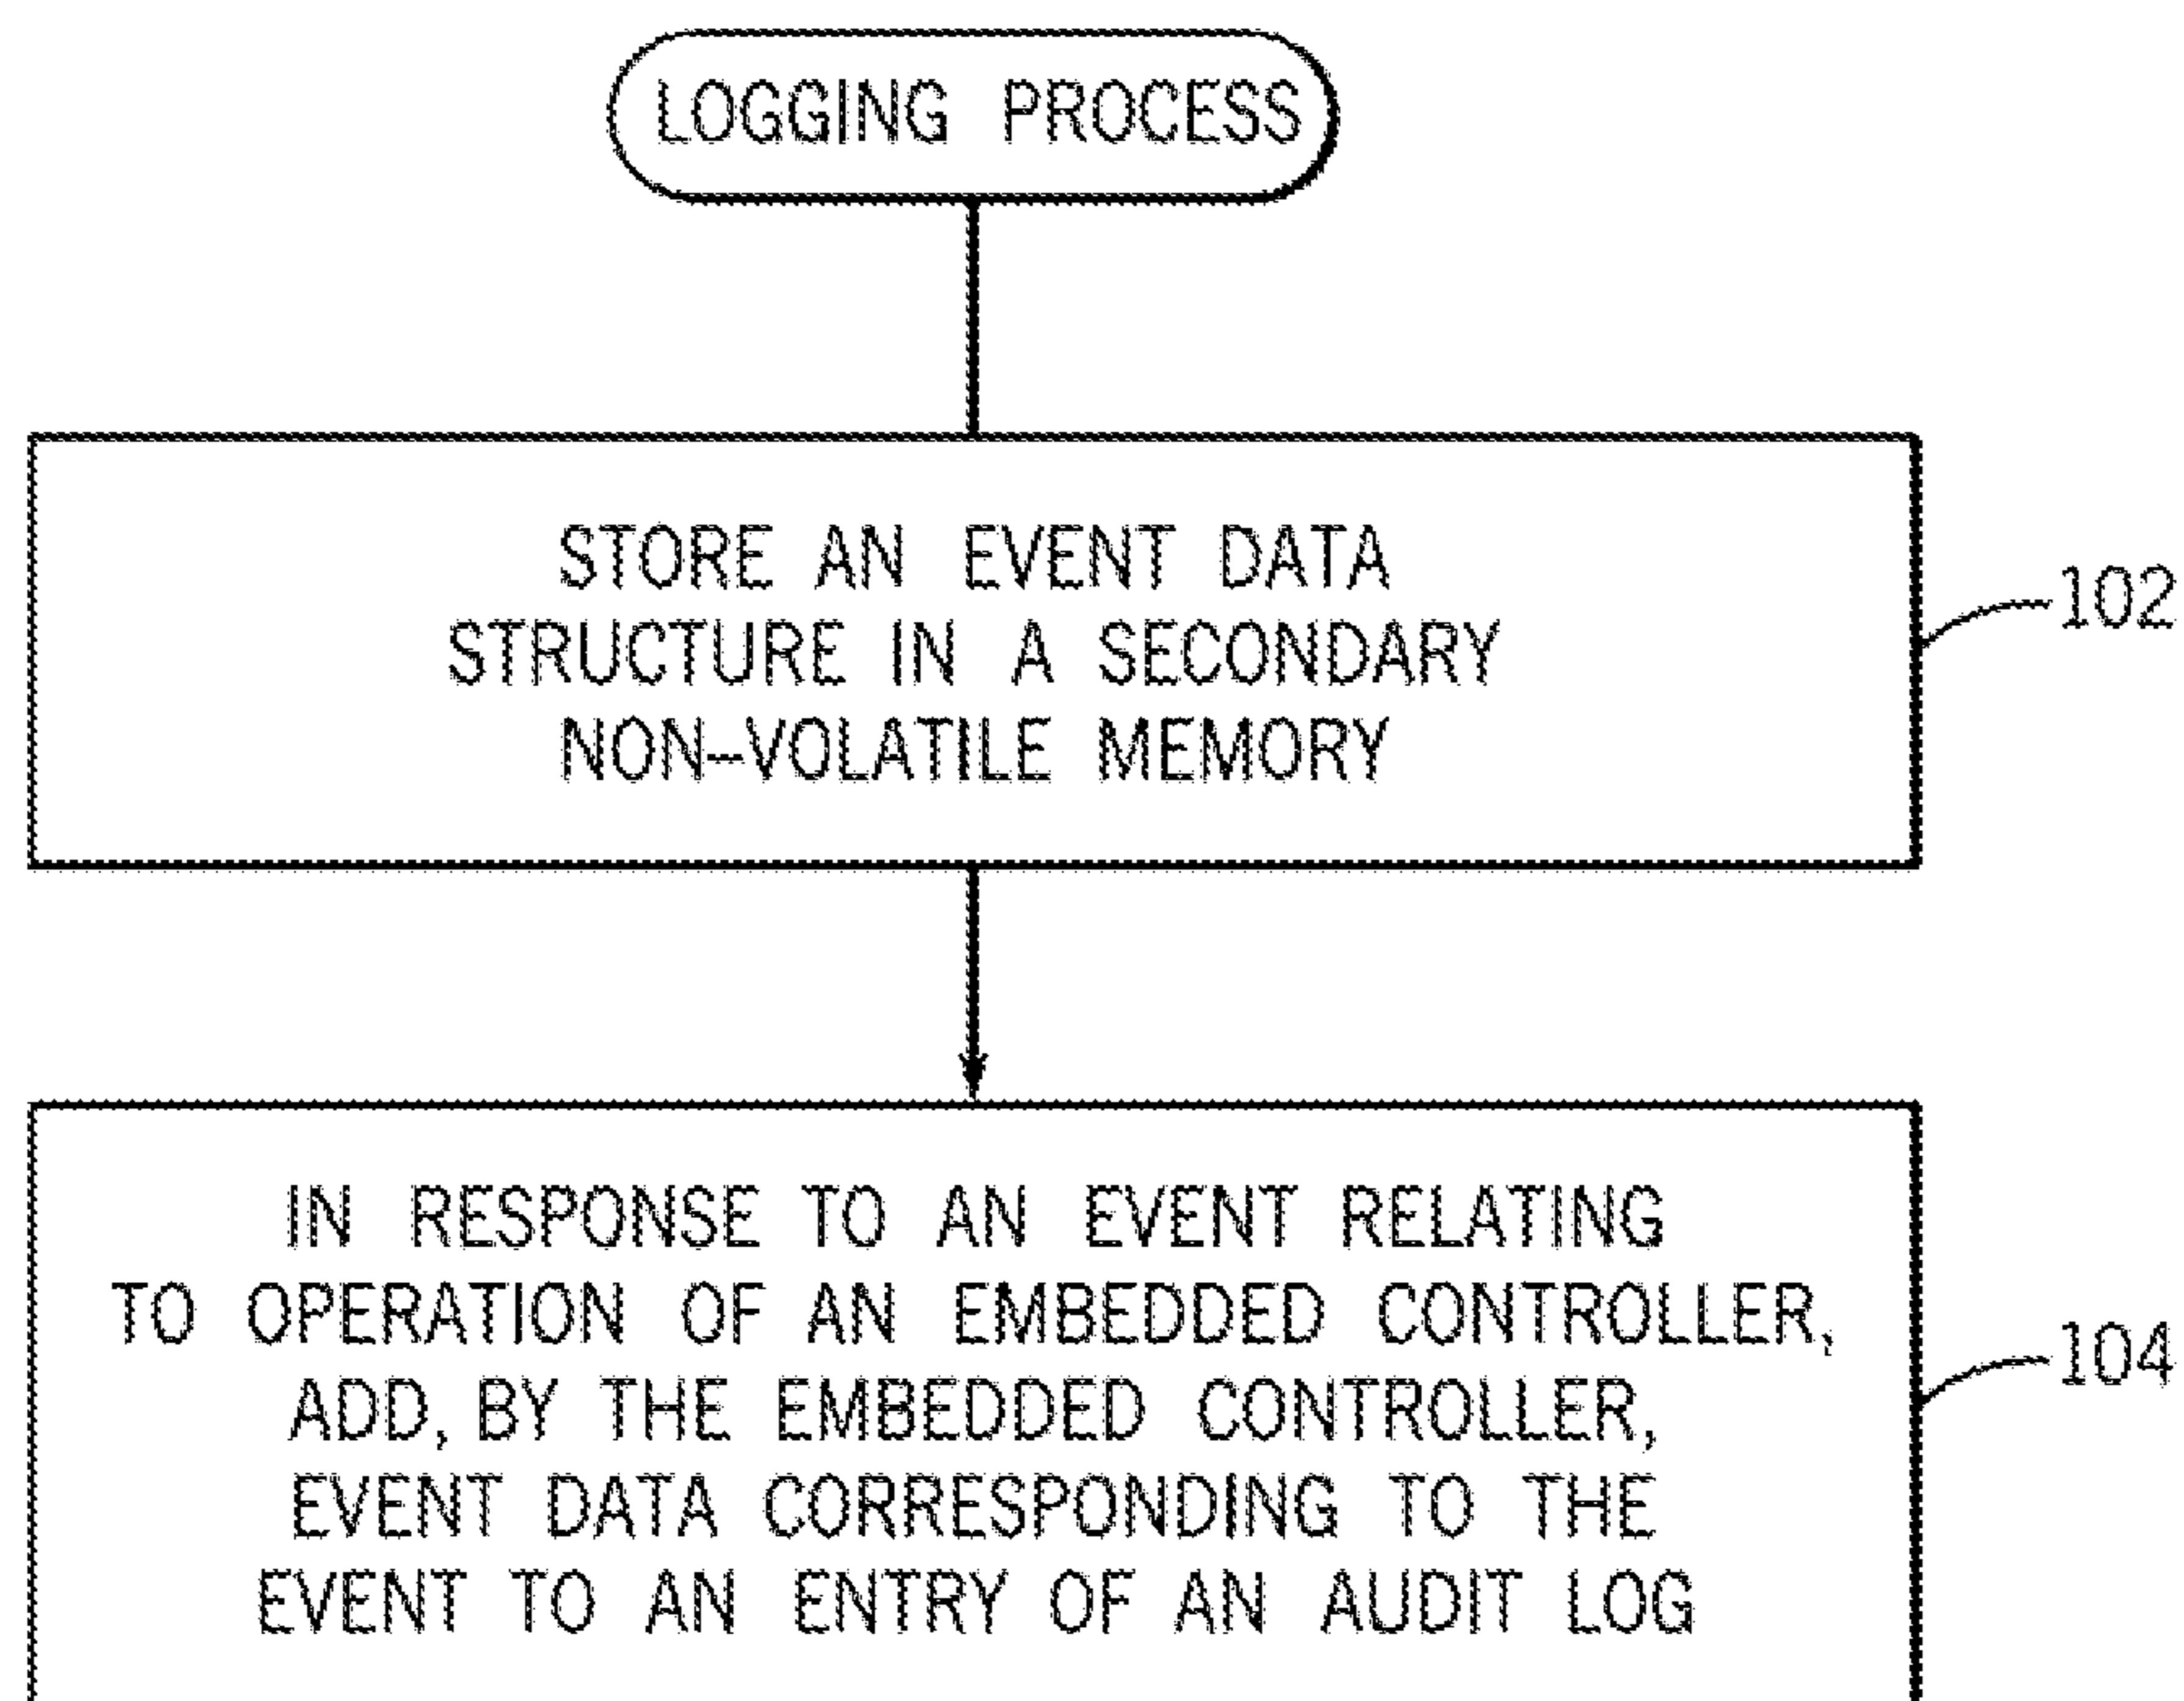 LOGGING PROCESS
STORE AN EVENT DATA
STRUCTURE IN A SECONDARY
NON-VOLATILE MEMORY
102
IN RESPONSE TO AN EVENT RELATING
TO OPERATION OF AN EMBEDDED CONTROLLER,
ADD, BY THE EMBEDDED CONTROLLER,
EVENT DATA CORRESPONDING TO THE
EVENT TO AN ENTRY OF AN AUDIT LOG
104